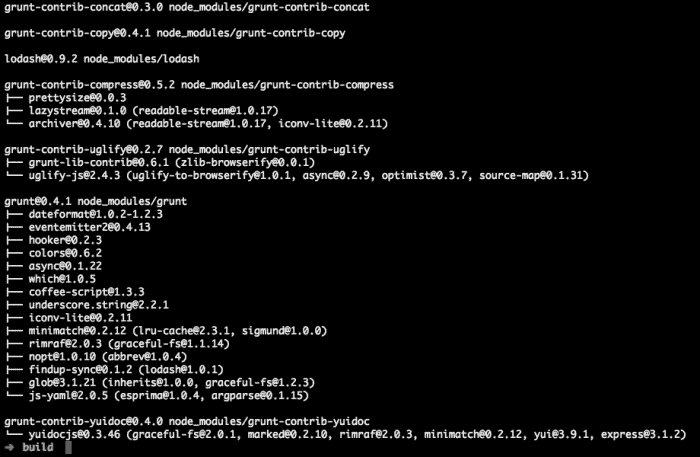 grunt-contrib-concat@0.3.0 node_modules/grunt-contrib-concat
grunt-contrib-copy@0.4.1 node_modules/grunt-contrib-copy
lodash@0.9.2 node_modules/lodash
grunt-contrib-compress@0.5.2 node_modules/grunt-contrib-compress
├── prettysize@0.0.3
├── lazystream@0.1.0 (readable-stream@1.0.17)
└── archiver@0.4.10 (readable-stream@1.0.17, iconv-lite@0.2.11)
grunt-contrib-uglify@0.2.7 node_modules/grunt-contrib-uglify
├── grunt-lib-contrib@0.6.1 (zlib-browserify@0.0.1)
└── uglify-js@2.4.3 (uglify-to-browserify@1.0.1, async@0.2.9, optimist@0.3.7, source-map@0.1.31)
grunt@0.4.1 node_modules/grunt
├── dateformat@1.0.2-1.2.3
├── eventemitter2@0.4.13
├── hooker@0.2.3
├── colors@0.6.2
├── async@0.1.22
├── which@1.0.5
├── coffee-script@1.3.3
├── underscore.string@2.2.1
├── iconv-lite@0.2.11
├── minimatch@0.2.12 (lru-cache@2.3.1, sigmund@1.0.0)
├── rimraf@2.0.3 (graceful-fs@1.1.14)
├── nopt@1.0.10 (abbrev@1.0.4)
├── findup-sync@0.1.2 (lodash@1.0.1)
├── glob@3.1.21 (inherits@1.0.0, graceful-fs@1.2.3)
└── js-yaml@2.0.5 (esprima@1.0.4, argparse@0.1.15)
grunt-contrib-yuidoc@0.4.0 node_modules/grunt-contrib-yuidoc
└── yuidocjs@0.3.46 (graceful-fs@2.0.1, marked@0.2.10, rimraf@2.0.3, minimatch@0.2.12, yui@3.9.1, express@3.1.2)
➜ build